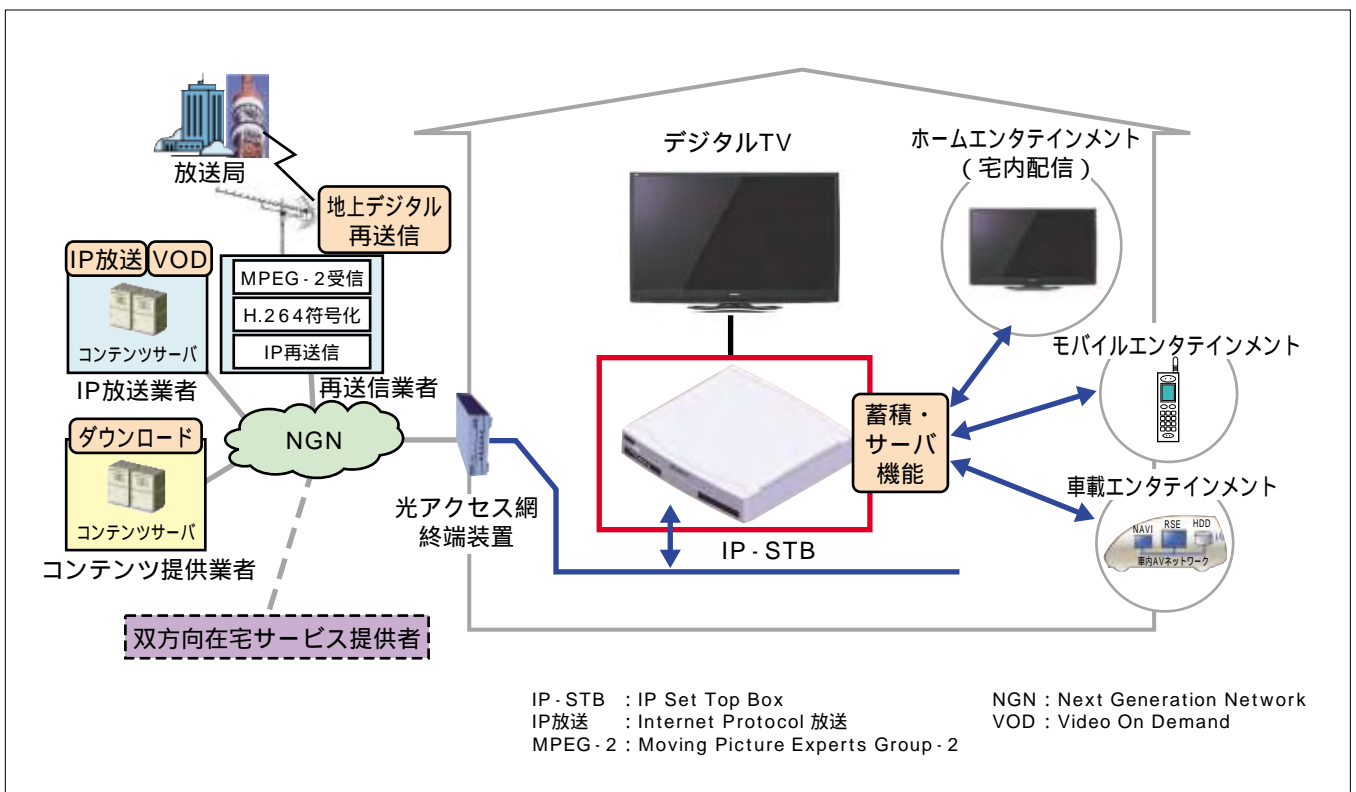 放送局
地上デジタル
再送信
IP放送
VOD
コンテンツサーバ
IP放送業者
MPEG-2受信
H.264符号化
IP再送信
再送信業者
ダウンロード
コンテンツサーバ
コンテンツ提供業者
NGN
双方向在宅サービス提供者
光アクセス網
終端装置
デジタルTV
IP-STB
蓄積・
サーバ
機能
ホームエンタテインメント
(宅内配信)
モバイルエンタテインメント
車載エンタテインメント
NAVI RSE HDD
車内AVネットワーク
IP-STB : IP Set Top Box
IP放送 : Internet Protocol 放送
MPEG-2 : Moving Picture Experts Group-2
NGN : Next Generation Network
VOD : Video On Demand